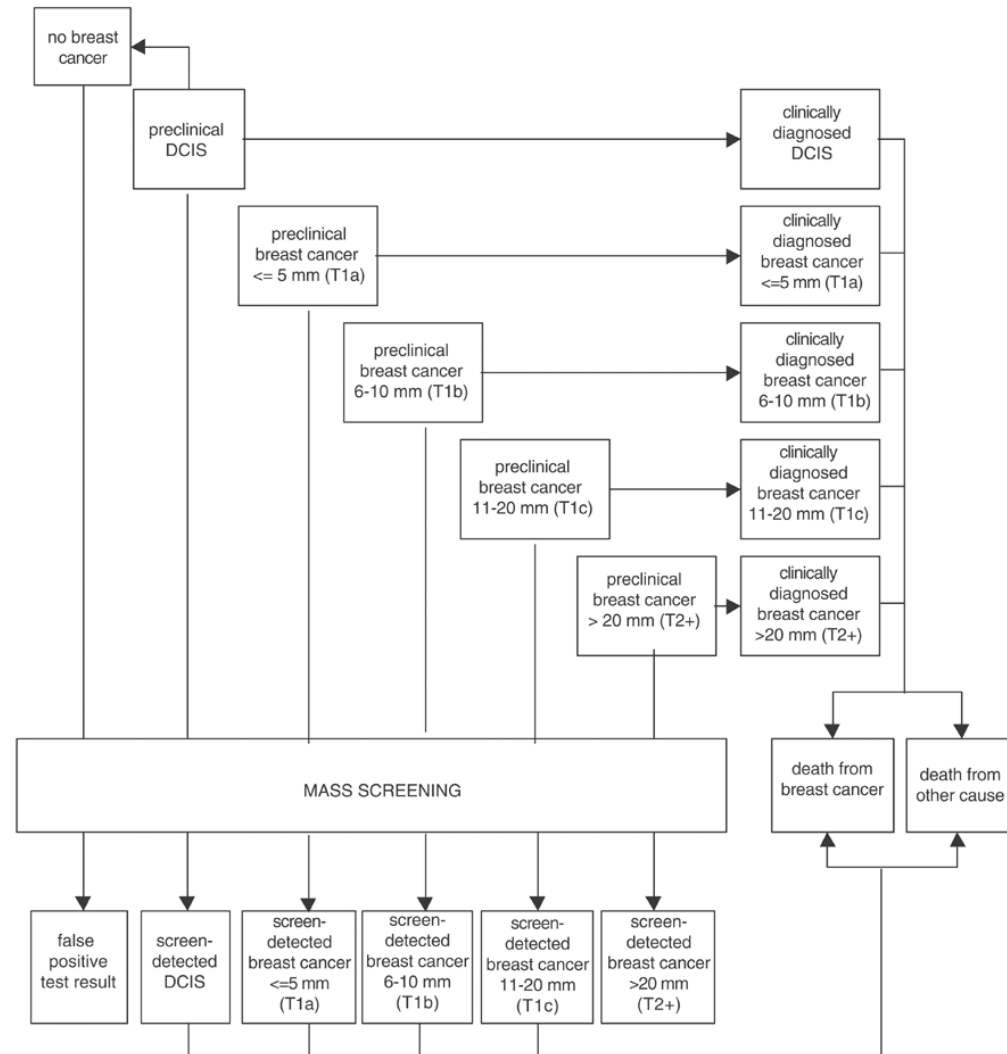 no breast
cancer
preclinical
DCIS
clinically
diagnosed
DCIS
preclinical
breast cancer
<= 5 mm (T1a)
clinically
diagnosed
breast cancer
<=5 mm (T1a)
preclinical
breast cancer
6-10 mm (T1b)
clinically
diagnosed
breast cancer
6-10 mm (T1b)
preclinical
breast cancer
11-20 mm (T1c)
clinically
diagnosed
breast cancer
11-20 mm (T1c)
preclinical
breast cancer
> 20 mm (T2+)
clinically
diagnosed
breast cancer
>20 mm (T2+)
MASS SCREENING
death from
breast cancer
death from
other cause
false
positive
test result
screen-
detected
DCIS
screen-
detected
breast cancer
<=5 mm
(T1a)
screen-
detected
breast cancer
6-10 mm
(T1b)
screen-
detected
breast cancer
11-20 mm
(T1c)
screen-
detected
breast cancer
>20 mm
(T2+)